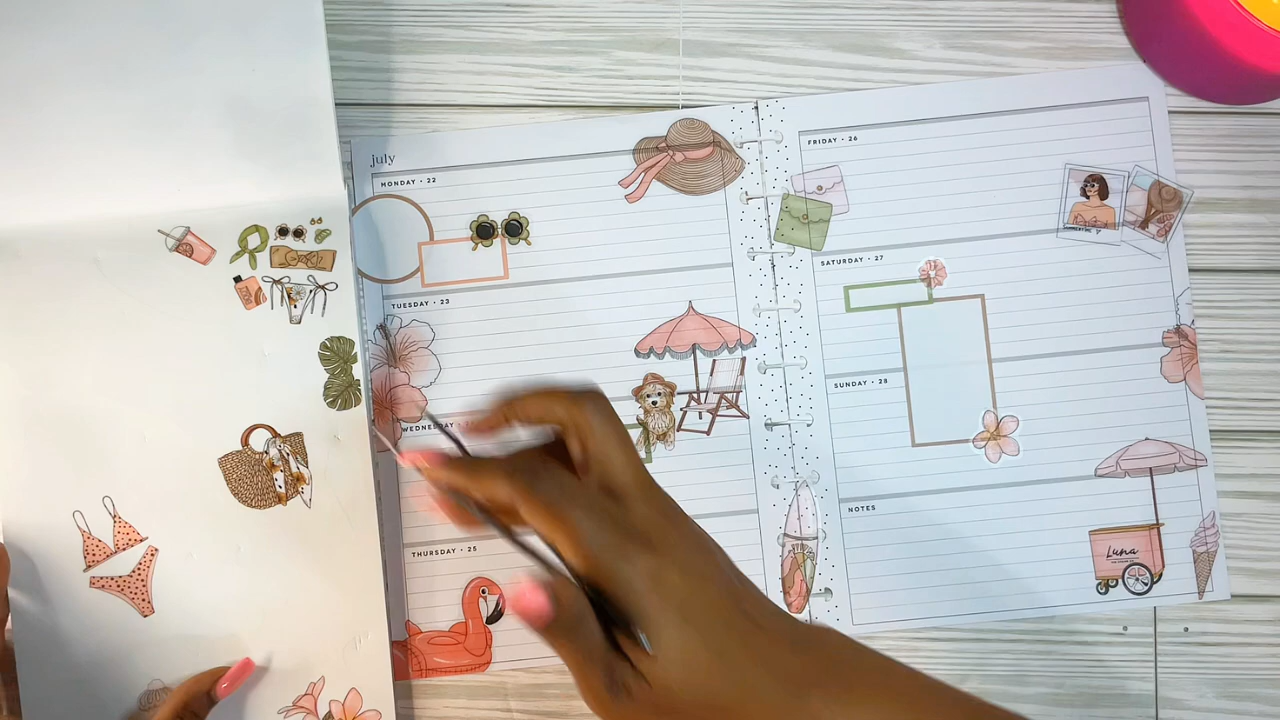 july
MONDAY • 22
TUESDAY • 23
WEDNESDAY
THURSDAY • 25
FRIDAY • 26
SATURDAY • 27
SUNDAY • 28
NOTES
Luna